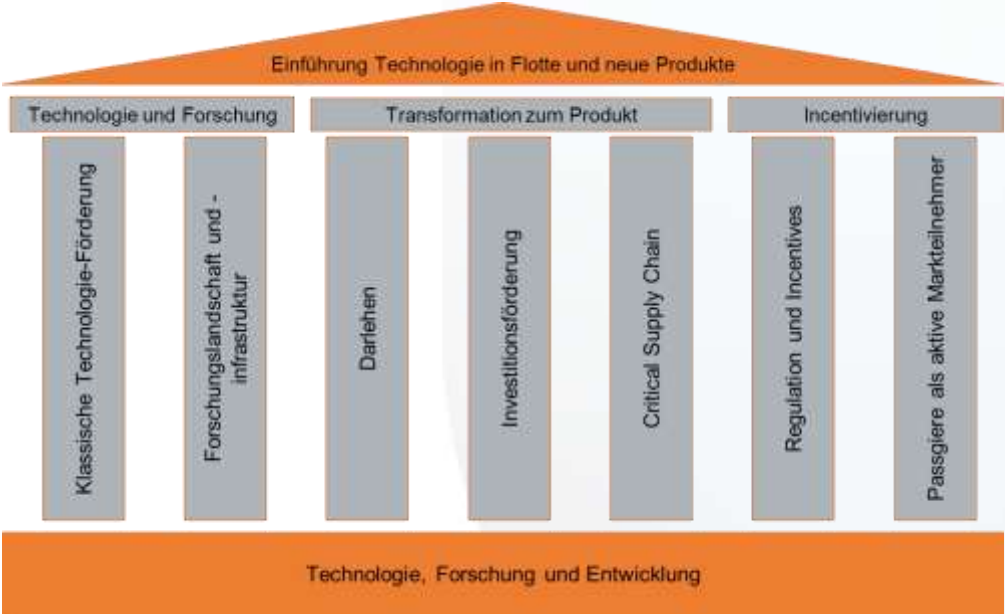 Einführung Technologie in Flotte und neue Produkte
Technologie und Forschung
Transformation zum Produkt
Incentivierung
Klassische Technologie-Förderung
Forschungslandschaft und -
infrastruktur
Darlehen
Investitionsförderung
Critical Supply Chain
Regulation und Incentives
Passgiere als aktive Markteilnehmer
Technologie, Forschung und Entwicklung